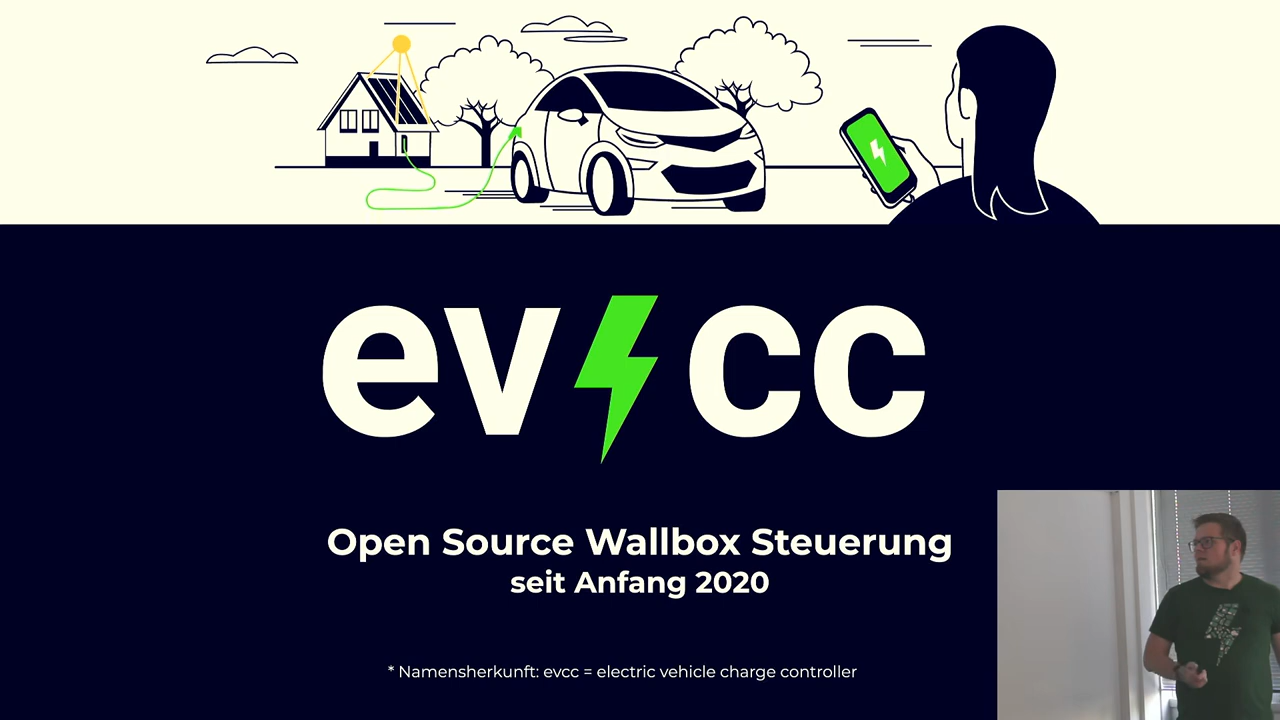 evcc
Open Source Wallbox Steuerung
seit Anfang 2020
* Namensherkunft: evcc = electric vehicle charge controller